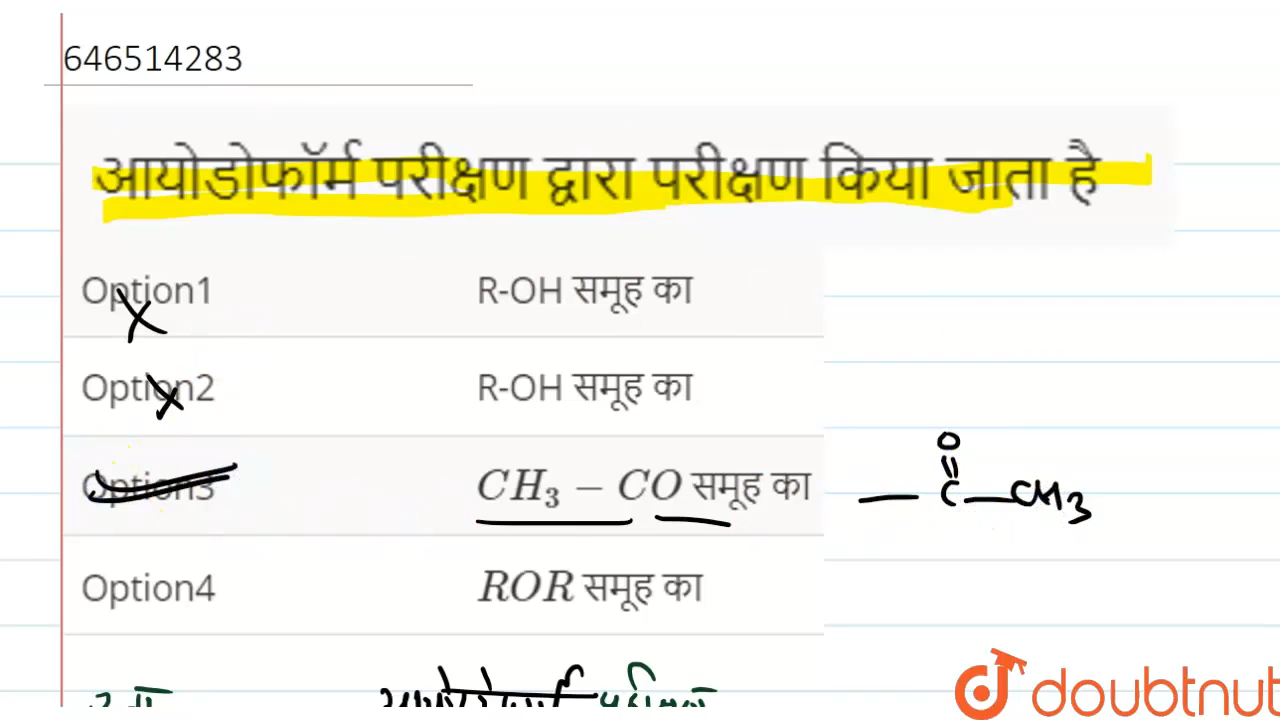 646514283
आयोडोफॉर्म परीक्षण द्वारा परीक्षण किया जाता है
Option1 R-OH समूह का
Option2 R-OH समूह का
Option3 CH₃ – CO समूह का
O
— C — CH₃
Option4 ROR समूह का
doubtnut